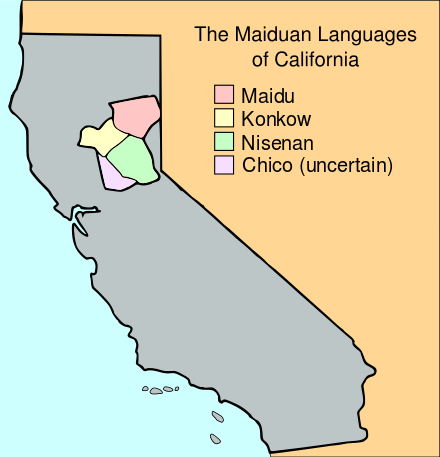 The Maiduan Languages
of California
Maidu
Konkow
Nisenan
Chico (uncertain)